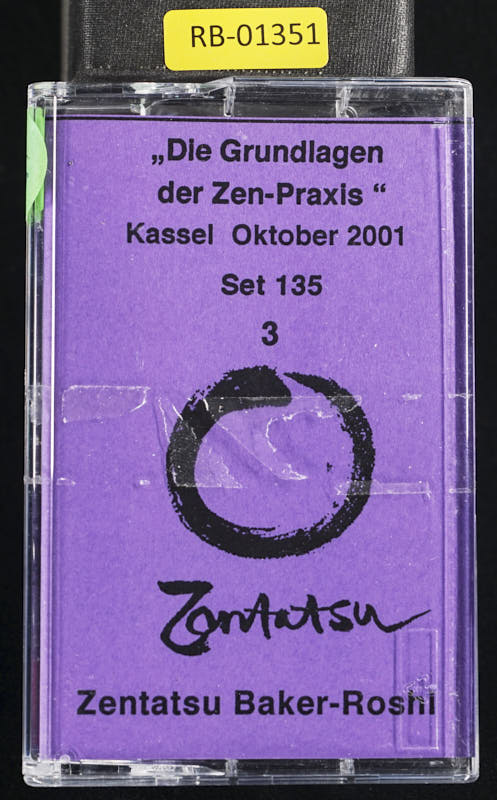 RB-01351
„Die Grundlagen
der Zen-Praxis “
Kassel Oktober 2001
Set 135
3
Zentatsu
Zentatsu Baker-Roshi